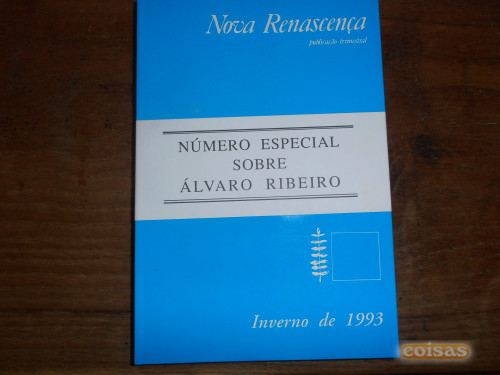 Nova Renascença
publicação trimestral
NÚMERO ESPECIAL
SOBRE
ÁLVARO RIBEIRO
Inverno de 1993
coisas